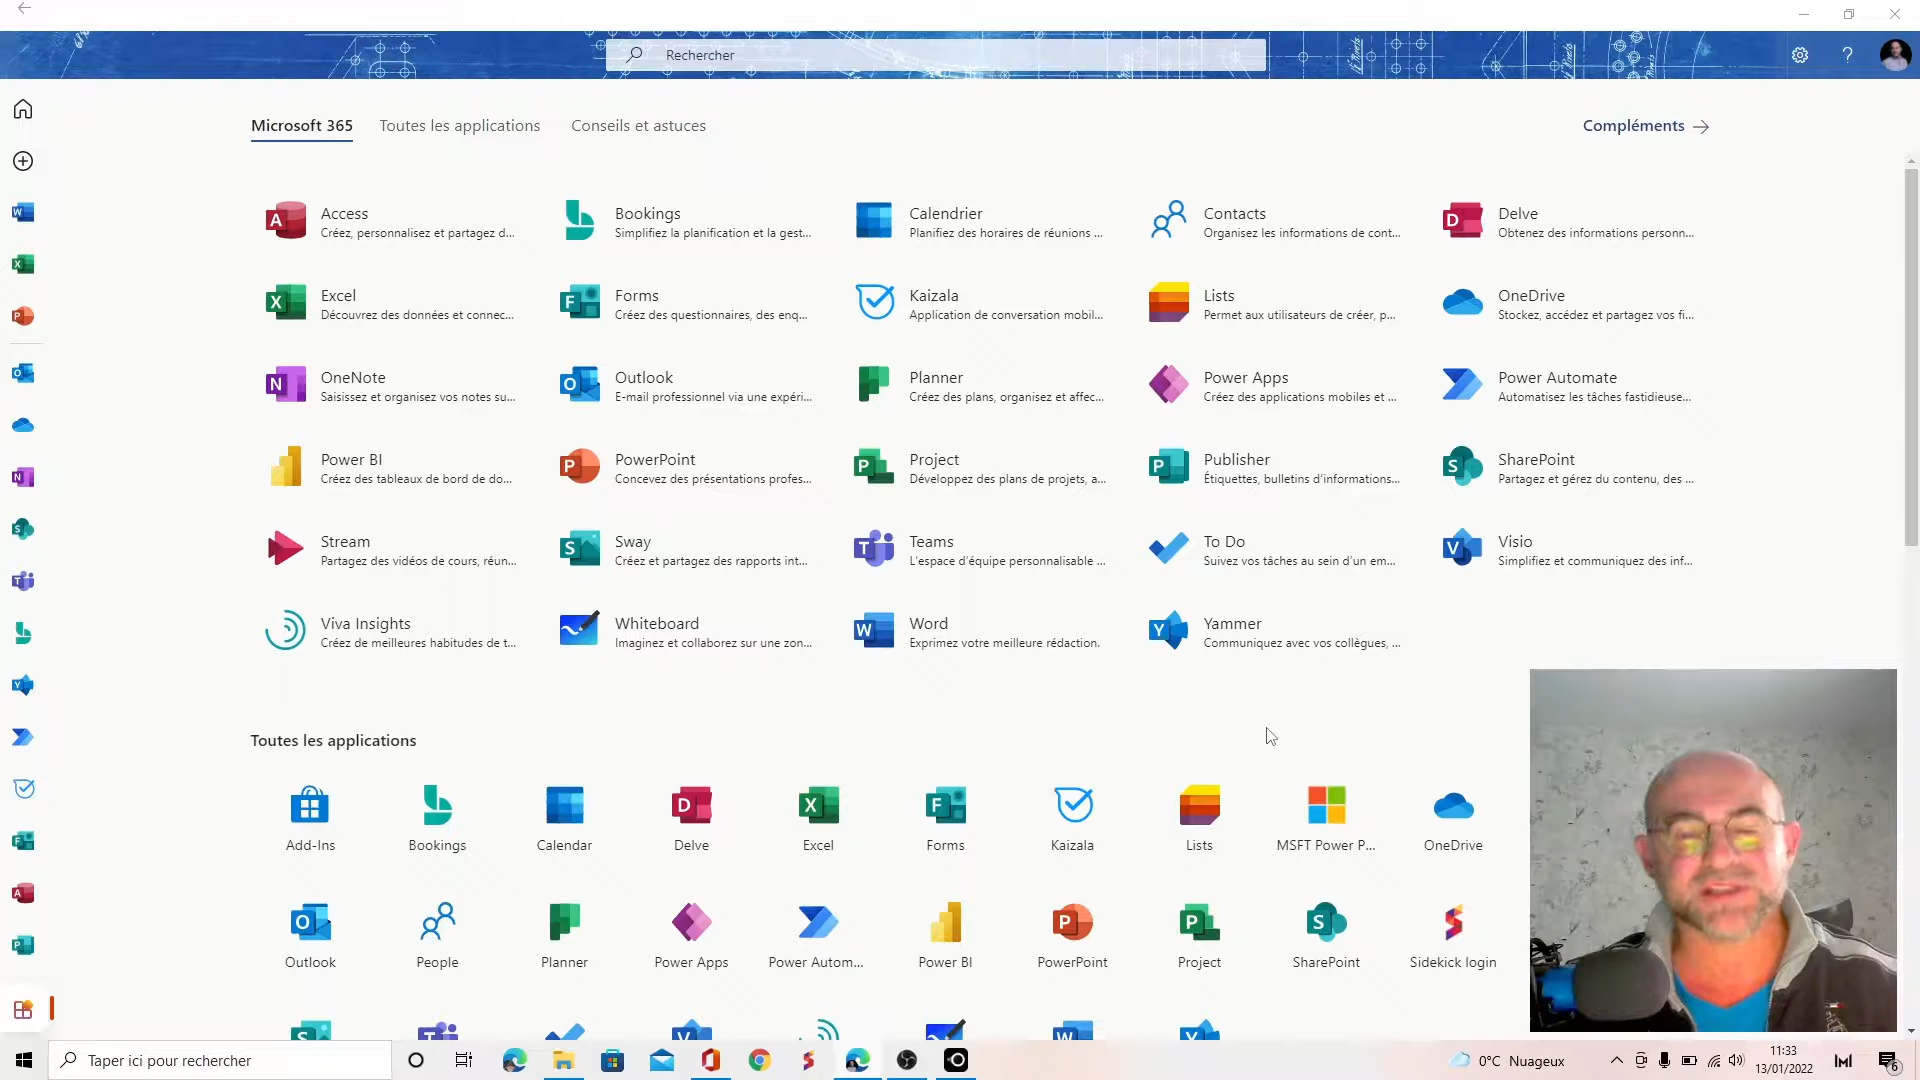 Rechercher
Microsoft 365 Toutes les applications Conseils et astuces Compléments
Access Bookings Calendrier Contacts Delve
Créez, personnalisez et partagez d... Simplifiez la planification et la gest... Planifiez des horaires de réunions ... Organisez les informations de cont... Obtenez des informations personn...
Excel Forms Kaizala Lists OneDrive
Découvrez des données et connec... Créez des questionnaires, des enq... Application de conversation mobil... Permet aux utilisateurs de créer, p... Stockez, accédez et partagez vos fi...
OneNote Outlook Planner Power Apps Power Automate
Saisissez et organisez vos notes su... E-mail professionnel via une expéri... Créez des plans, organisez et affec... Créez des applications mobiles et ... Automatisez les tâches fastidieuse...
Power BI PowerPoint Project Publisher SharePoint
Créez des tableaux de bord de do... Concevez des présentations profes... Développez des plans de projets, a... Étiquettes, bulletins d'informations... Partagez et gérez du contenu, des ...
Stream Sway Teams To Do Visio
Partagez des vidéos de cours, réun... Créez et partagez des rapports int... L'espace d'équipe personnalisable ... Suivez vos tâches au sein d'un em... Simplifiez et communiquez des inf...
Viva Insights Whiteboard Word Yammer
Créez de meilleures habitudes de t... Imaginez et collaborez sur une zon... Exprimez votre meilleure rédaction. Communiquez avec vos collègues, ...
Toutes les applications
Add-Ins Bookings Calendar Delve Excel Forms Kaizala Lists MSFT Power P... OneDrive
Outlook People Planner Power Apps Power Autom... Power BI PowerPoint Project SharePoint Sidekick login
Taper ici pour rechercher 0°C Nuageux 11:33
13/01/2022 6